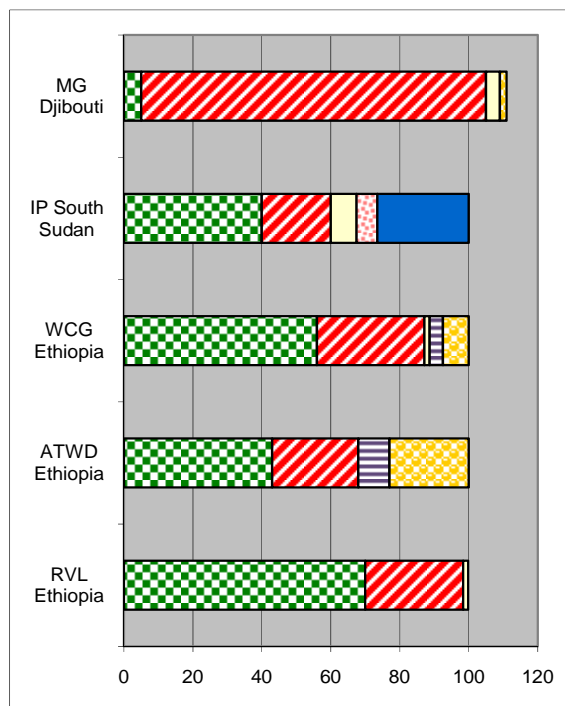 MG
Djibouti
IP South
Sudan
WCG
Ethiopia
ATWD
Ethiopia
RVL
Ethiopia
0 20 40 60 80 100 120